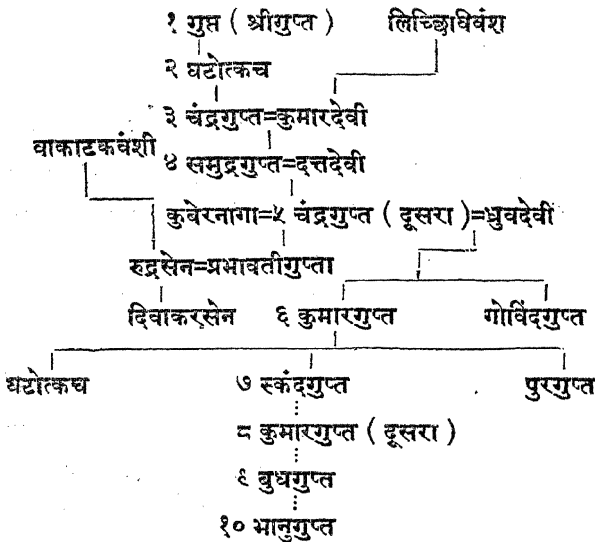 १ गुप्त ( श्रीगुप्त ) लिच्छिविवंश
२ घटोत्कच
३ चंद्रगुप्त=कुमारदेवी
वाकाटकवंशी ४ समुद्रगुप्त=दत्तदेवी
कुबेरनागा=५ चंद्रगुप्त ( दूसरा )=ध्रुवदेवी
रुद्रसेन=प्रभावतीगुप्ता
दिवाकरसेन ६ कुमारगुप्त गोविंदगुप्त
घटोत्कच ७ स्कंदगुप्त पुरगुप्त
८ कुमारगुप्त ( दूसरा )
९ बुधगुप्त
१० भानुगुप्त